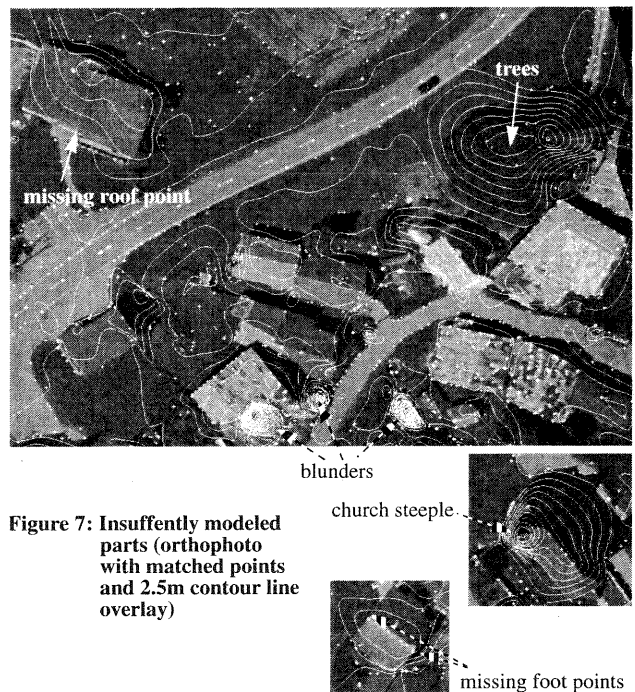 trees
missing roof point
blunders
church steeple
Figure 7: Insuffently modeled
parts (orthophoto
with matched points
and 2.5m contour line
overlay)
missing foot points